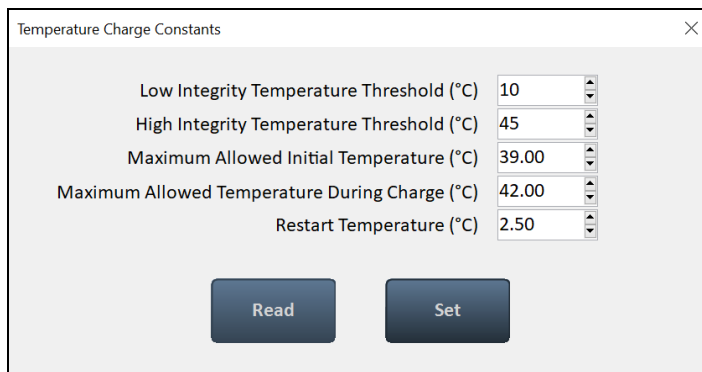 Temperature Charge Constants
Low Integrity Temperature Threshold (°C) 10
High Integrity Temperature Threshold (°C) 45
Maximum Allowed Initial Temperature (°C) 39.00
Maximum Allowed Temperature During Charge (°C) 42.00
Restart Temperature (°C) 2.50
Read Set